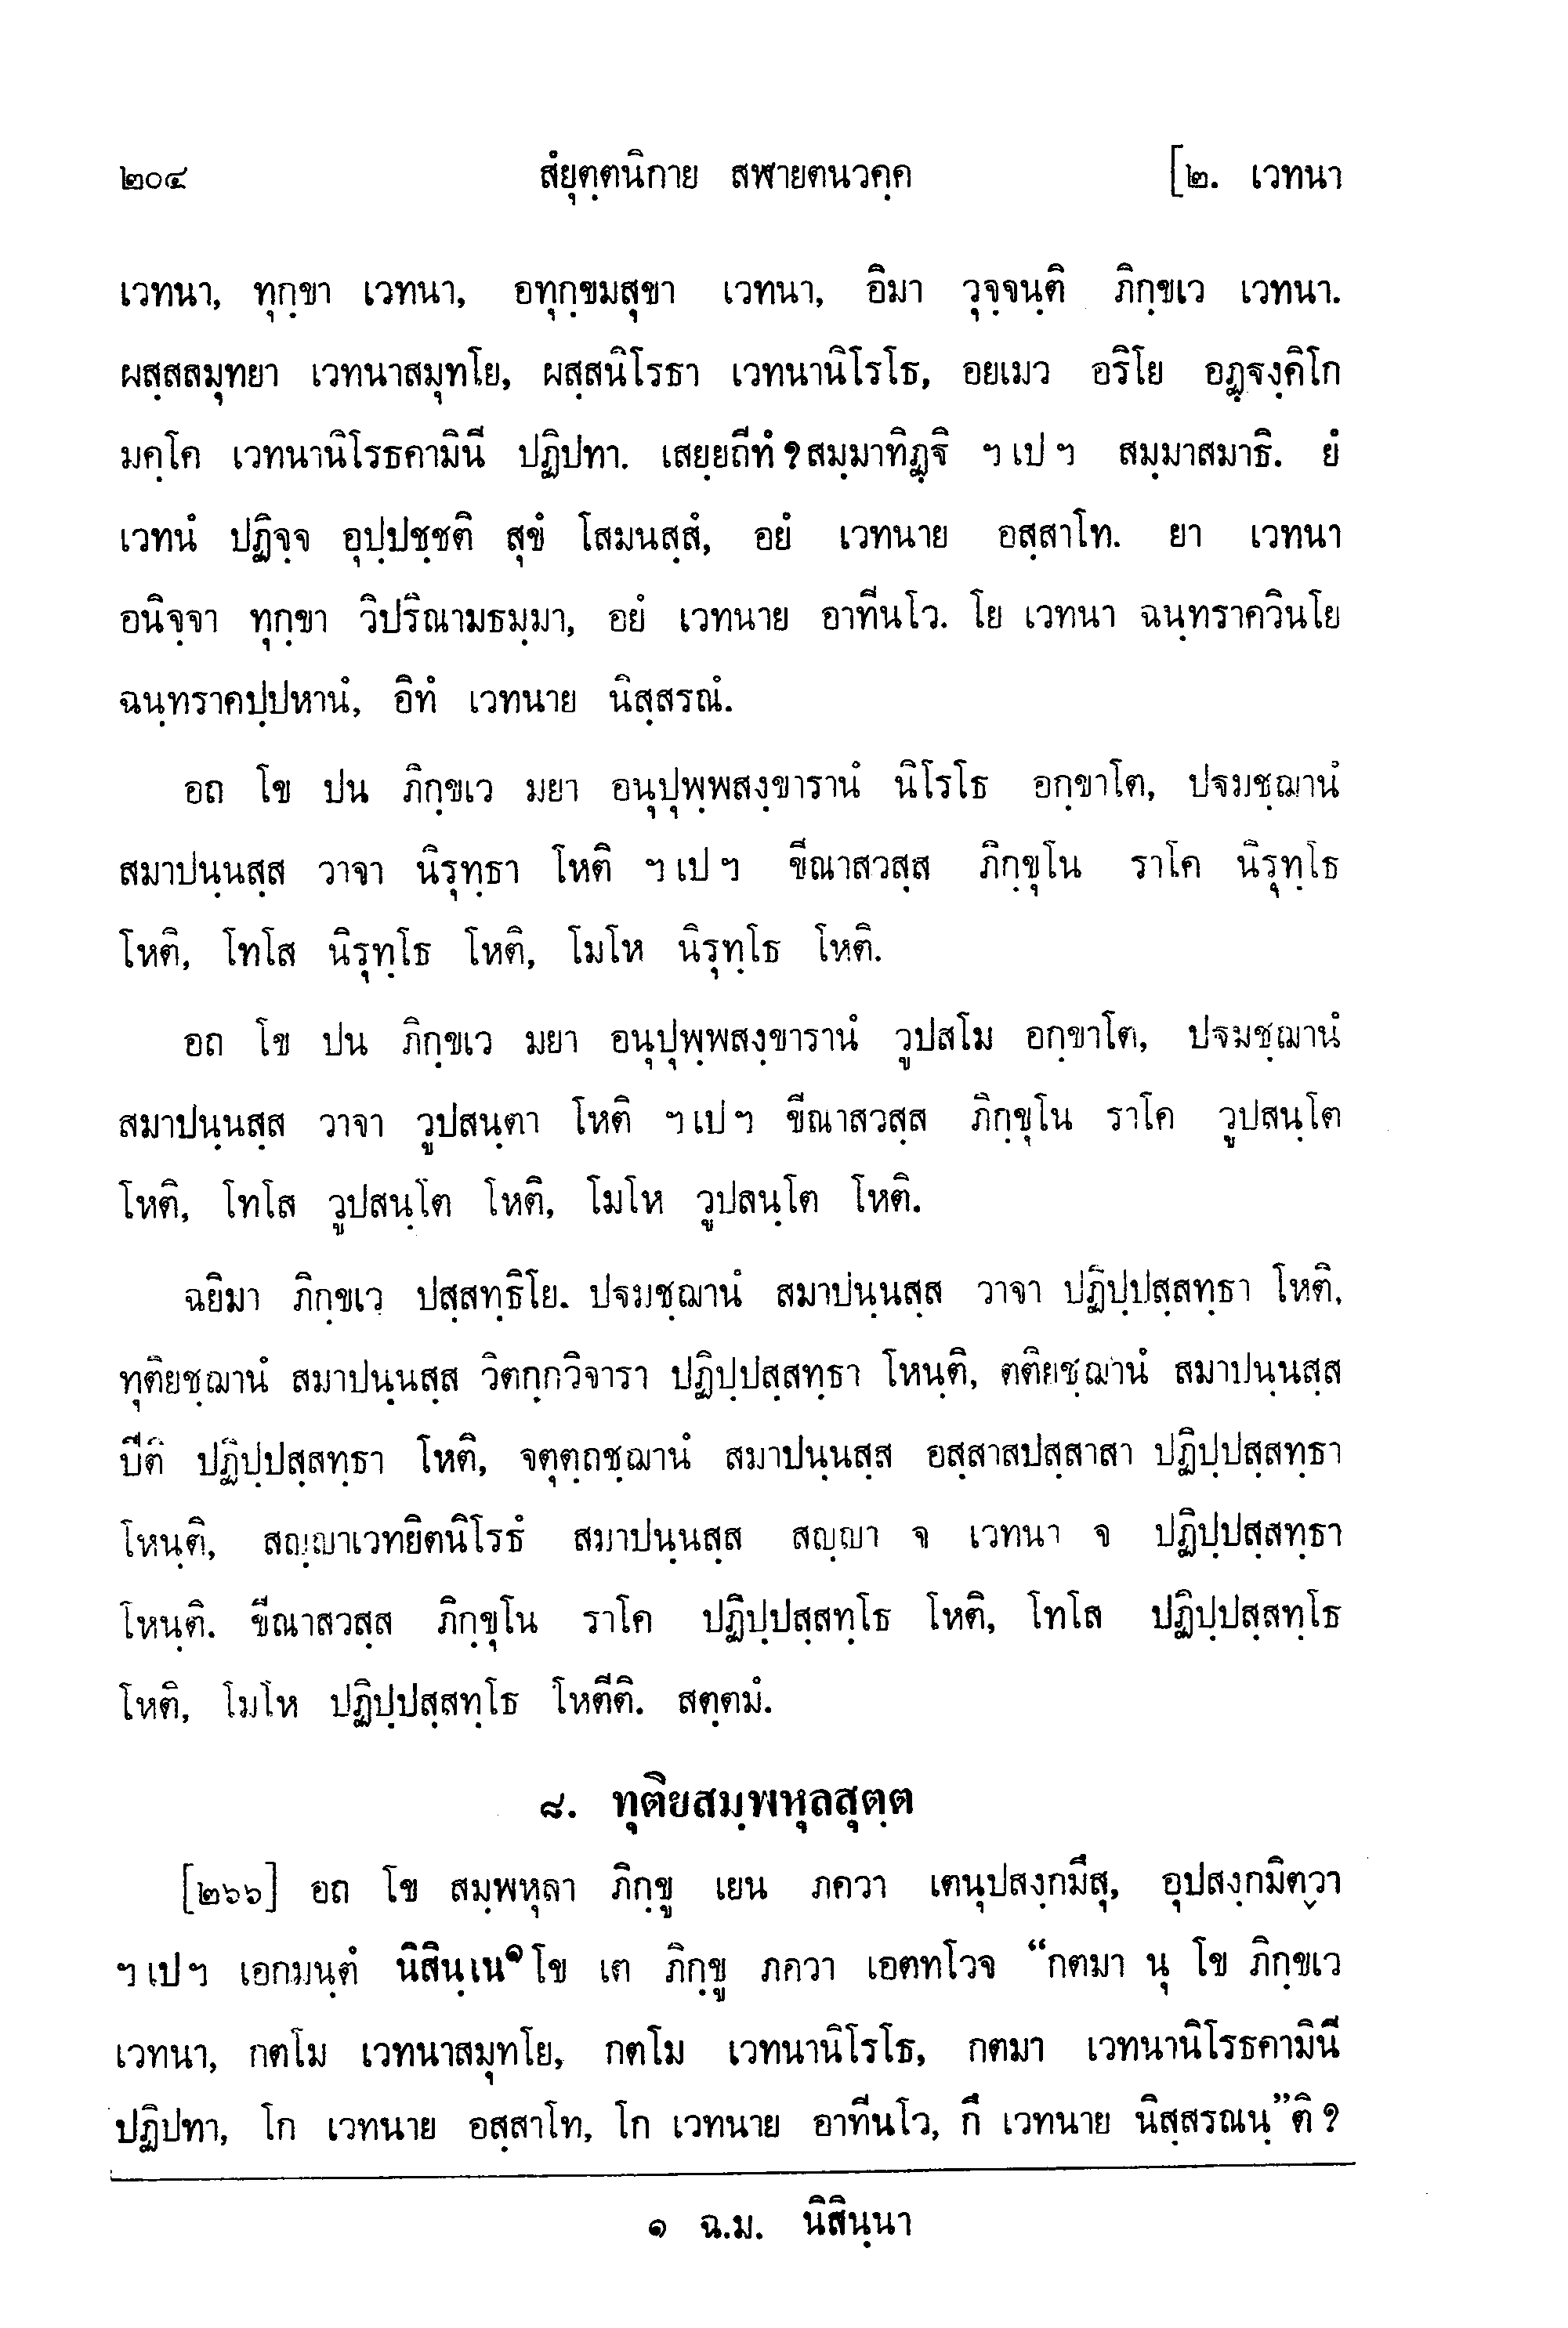 ๒๐๔ สํยุตฺตนิกาย สฬายตนวคฺค [๒. เวทนา
เวทนา, ทุกฺขา เวทนา, อทุกฺขมสุขา เวทนา, อิมา วุจฺจนฺติ ภิกฺขเว เวทนา.
ผสฺสสมุทยา เวทนาสมุทโย, ผสฺสนิโรธา เวทนานิโรโธ, อยเมว อริโย อฏฺฐงฺคิโก
มคฺโค เวทนานิโรธคามินี ปฏิปทา. เสยฺยถีทํ ? สมฺมาทิฏฺฐิ ฯ เป ฯ สมฺมาสมาธิ. ยํ
เวทนํ ปฏิจฺจ อุปฺปชฺชติ สุขํ โสมนสฺสํ, อยํ เวทนาย อสฺสาโท. ยา เวทนา
อนิจฺจา ทุกฺขา วิปริณามธมฺมา, อยํ เวทนาย อาทีนโว. โย เวทนา ฉนฺทราควินโย
ฉนฺทราคปฺปหานํ, อิทํ เวทนาย นิสฺสรณํ.
อถ โข ปน ภิกฺขเว มยา อนุปุพฺพสงฺขารานํ นิโรโธ อกฺขาโต, ปฐมชฺฌานํ
สมาปนฺนสฺส วาจา นิรุทฺธา โหติ ฯ เป ฯ ขีณาสวสฺส ภิกฺขุโน ราโค นิรุทฺโธ
โหติ, โทโส นิรุทฺโธ โหติ, โมโห นิรุทฺโธ โหติ.
อถ โข ปน ภิกฺขเว มยา อนุปุพฺพสงฺขารานํ วูปสโม อกฺขาโต, ปฐมชฺฌานํ
สมาปนฺนสฺส วาจา วูปสนฺตา โหติ ฯ เป ฯ ขีณาสวสฺส ภิกฺขุโน ราโค วูปสนฺโต
โหติ, โทโส วูปสนฺโต โหติ, โมโห วูปสนฺโต โหติ.
ฉยิมา ภิกฺขเว ปสฺสทฺธิโย. ปฐมชฺฌานํ สมาปนฺนสฺส วาจา ปฏิปฺปสฺสทฺธา โหติ,
ทุติยชฺฌานํ สมาปนฺนสฺส วิตกฺกวิจารา ปฏิปฺปสฺสทฺธา โหนฺติ, ตติยชฺฌานํ สมาปนฺนสฺส
ปีติ ปฏิปฺปสฺสทฺธา โหติ, จตุตฺถชฺฌานํ สมาปนฺนสฺส อสฺสาสปสฺสาสา ปฏิปฺปสฺสทฺธา
โหนฺติ, สญฺญาเวทยิตนิโรธํ สมาปนฺนสฺส สญฺญา จ เวทนา จ ปฏิปฺปสฺสทฺธา
โหนฺติ. ขีณาสวสฺส ภิกฺขุโน ราโค ปฏิปฺปสฺสทฺโธ โหติ, โทโส ปฏิปฺปสฺสทฺโธ
โหติ, โมโห ปฏิปฺปสฺสทฺโธ โหตีติ. สตฺตมํ.
๘. ทุติยสมฺพหุลสุตฺต
[๒๖๖] อถ โข สมฺพหุลา ภิกฺขู เยน ภควา เตนุปสงฺกมึสุ, อุปสงฺกมิตฺวา
ฯ เป ฯ เอกมนฺตํ นิสินฺเน๑ โข เต ภิกฺขู ภควา เอตทโวจ “กตมา นุ โข ภิกฺขเว
เวทนา, กตโม เวทนาสมุทโย, กตโม เวทนานิโรโธ, กตมา เวทนานิโรธคามินี
ปฏิปทา, โก เวทนาย อสฺสาโท, โก เวทนาย อาทีนโว, กึ เวทนาย นิสฺสรณนฺ”ติ ?
๑ ฉ.ม. นิสินฺนา